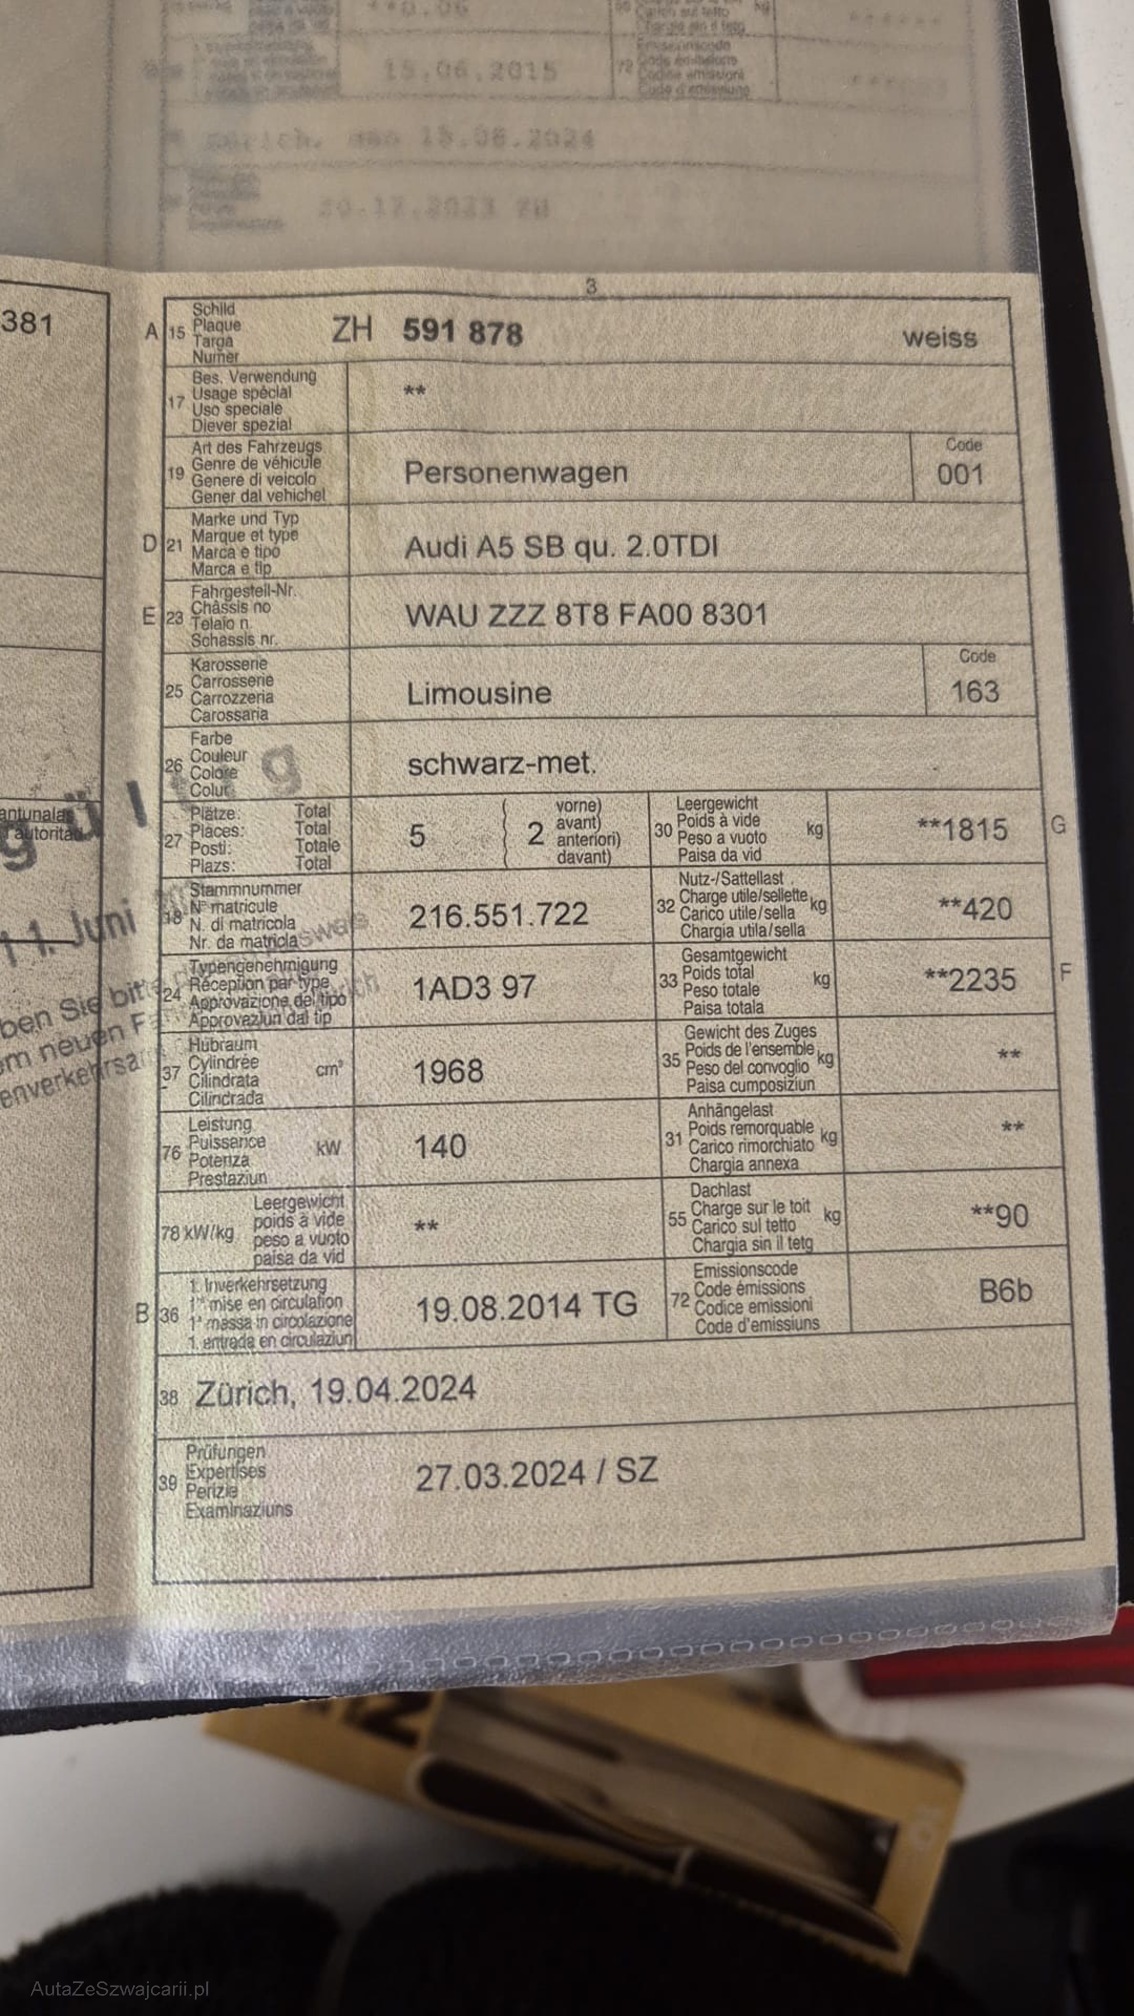 15.06.2015
72
3
381
A 15 Schild
Plaque
Targa
Numer
ZH 591 878 weiss
17 Bes. Verwendung
Usage spécial
Uso speciale
Diever spezial
**
19 Art des Fahrzeugs
Genre de véhicule
Genere di veicolo
Gener dal vehichel
Personenwagen
Code
001
D 21 Marke und Typ
Marque et type
Marca e tipo
Marca e tip
Audi A5 SB qu. 2.0TDI
E 23 Fahrgestell-Nr.
Châssis no
Telaio n.
Schassis nr.
WAU ZZZ 8T8 FA00 8301
25 Karosserie
Carrosserie
Carrozzeria
Carossaria
Limousine
Code
163
26 Farbe
Couleur
Colore
Colur
schwarz-met.
27 Plätze: Total
Places: Total
Posti: Totale
Plazs: Total
5
2 vorne)
avant)
anteriori)
davant)
30 Leergewicht
Poids à vide
Peso a vuoto
Paisa da vid
kg
**1815 G
18 Stammnummer
N° matricule
N. di matricola
Nr. da matricla
216.551.722
32 Nutz-/Sattellast
Charge utile/sellette
Carico utile/sella
Chargia utila/sella
kg
**420
24 Typengenehmigung
Réception par type
Approvazione del tipo
Approvaziun dal tip
1AD3 97
33 Gesamtgewicht
Poids total
Peso totale
Paisa totala
kg
**2235 F
37 Hubraum
Cylindrée
Cilindrata
Cilindrada
cm³
1968
35 Gewicht des Zuges
Poids de l'ensemble
Peso del convoglio
Paisa cumposiziun
kg
**
76 Leistung
Puissance
Potenza
Prestaziun
kW
140
31 Anhängelast
Poids remorquable
Carico rimorchiato
Chargia annexa
kg
**
78 kW/kg Leergewicht
poids à vide
peso a vuoto
paisa da vid
**
55 Dachlast
Charge sur le toit
Carico sul tetto
Chargia sin il tetg
kg
**90
B 36 1. Inverkehrsetzung
1re mise en circulation
1a massa in circolazione
1. entrada en circulaziun
19.08.2014 TG
72 Emissionscode
Code émissions
Codice emissioni
Code d'emissiuns
B6b
38 Zürich, 19.04.2024
39 Prüfungen
Expertises
Perizie
Examinaziuns
27.03.2024 / SZ
antunala
autoritad
gültig
11. Juni
ben Sie bitte
em neuen
enverkehrsam
AutaZeSzwajcarii.pl